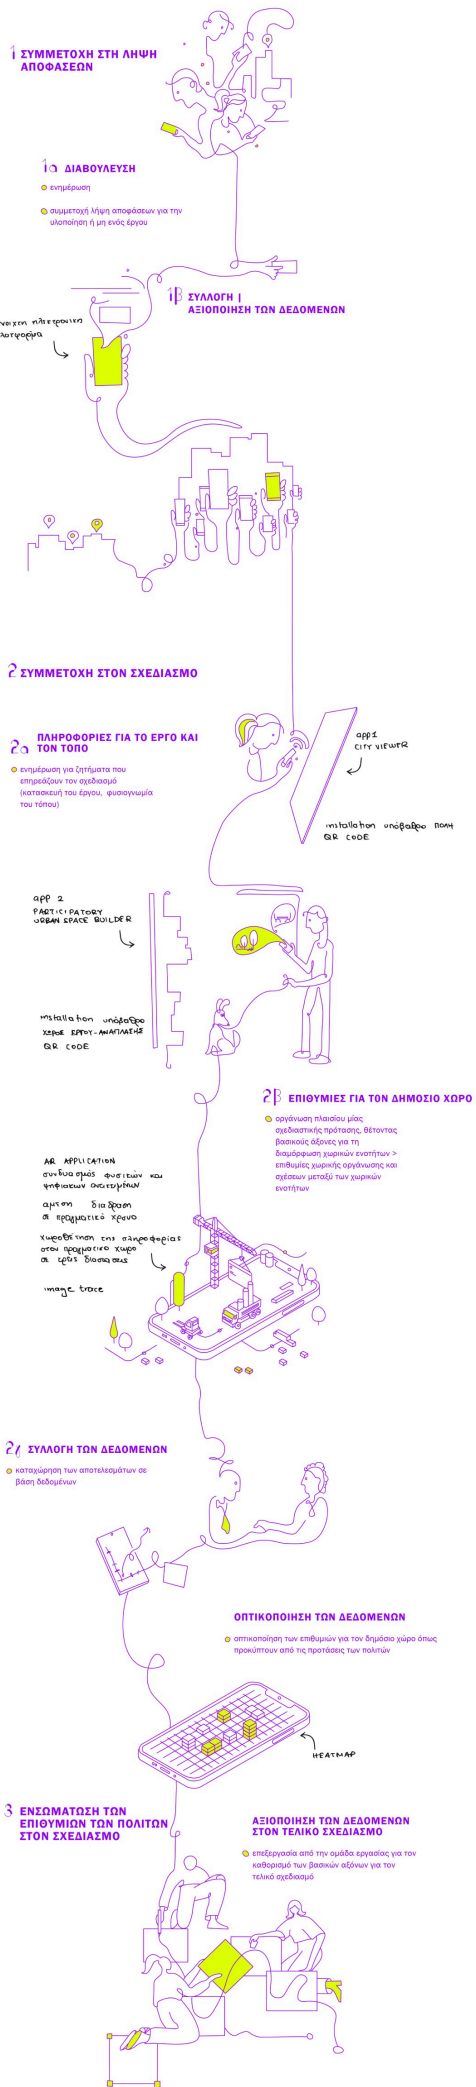 1 ΣΥΜΜΕΤΟΧΗ ΣΤΗ ΛΗΨΗ
ΑΠΟΦΑΣΕΩΝ
1α ΔΙΑΒΟΥΛΕΥΣΗ
ενημέρωση
συμμετοχή λήψη αποφάσεων για την
υλοποίηση ή μη ενός έργου
1β ΣΥΛΛΟΓΗ |
ΑΞΙΟΠΟΙΗΣΗ ΤΩΝ ΔΕΔΟΜΕΝΩΝ
ηλεκτρονική
2 ΣΥΜΜΕΤΟΧΗ ΣΤΟΝ ΣΧΕΔΙΑΣΜΟ
2α ΠΛΗΡΟΦΟΡΙΕΣ ΓΙΑ ΤΟ ΕΡΓΟ ΚΑΙ
ΤΟΝ ΤΟΠΟ
ενημέρωση για ζητήματα που
επηρεάζουν τον σχεδιασμό
(κατασκευή του έργου, φυσιογνωμία
του τόπου)
app1
CITY VIEWER
installation υπόβαθρο ΠΟΛΗ
QR CODE
app 2
PARTICIPATORY
URBAN SPACE BUILDER
installation υπόβαθρο
ΧΩΡΟΣ ΕΡΓΟΥ-ΑΝΑΠΛΑΣΗΣ
QR CODE
2β ΕΠΙΘΥΜΙΕΣ ΓΙΑ ΤΟΝ ΔΗΜΟΣΙΟ ΧΩΡΟ
οργάνωση πλαισίου μίας
σχεδιαστικής πρότασης, θέτοντας
βασικούς άξονες για τη
διαμόρφωση χωρικών ενοτήτων >
επιθυμίες χωρικής οργάνωσης και
σχέσεων μεταξύ των χωρικών
ενοτήτων
AR APPLICATION
συνδυασμός φυσικών και
ψηφιακών αντικειμένων
άμεση διάδραση
σε πραγματικό χρόνο
χωροθέτηση της πληροφορίας
στον πραγματικό χώρο
σε τρεις διαστάσεις
image trace
2γ ΣΥΛΛΟΓΗ ΤΩΝ ΔΕΔΟΜΕΝΩΝ
καταχώρηση των αποτελεσμάτων σε
βάση δεδομένων
ΟΠΤΙΚΟΠΟΙΗΣΗ ΤΩΝ ΔΕΔΟΜΕΝΩΝ
οπτικοποίηση των επιθυμιών για τον δημόσιο χώρο όπως
προκύπτουν από τις προτάσεις των πολιτών
HEATMAP
3 ΕΝΣΩΜΑΤΩΣΗ ΤΩΝ
ΕΠΙΘΥΜΙΩΝ ΤΩΝ ΠΟΛΙΤΩΝ
ΣΤΟΝ ΣΧΕΔΙΑΣΜΟ
ΑΞΙΟΠΟΙΗΣΗ ΤΩΝ ΔΕΔΟΜΕΝΩΝ
ΣΤΟΝ ΤΕΛΙΚΟ ΣΧΕΔΙΑΣΜΟ
επεξεργασία από την ομάδα εργασίας για τον
καθορισμό των βασικών αξόνων για τον
τελικό σχεδιασμό